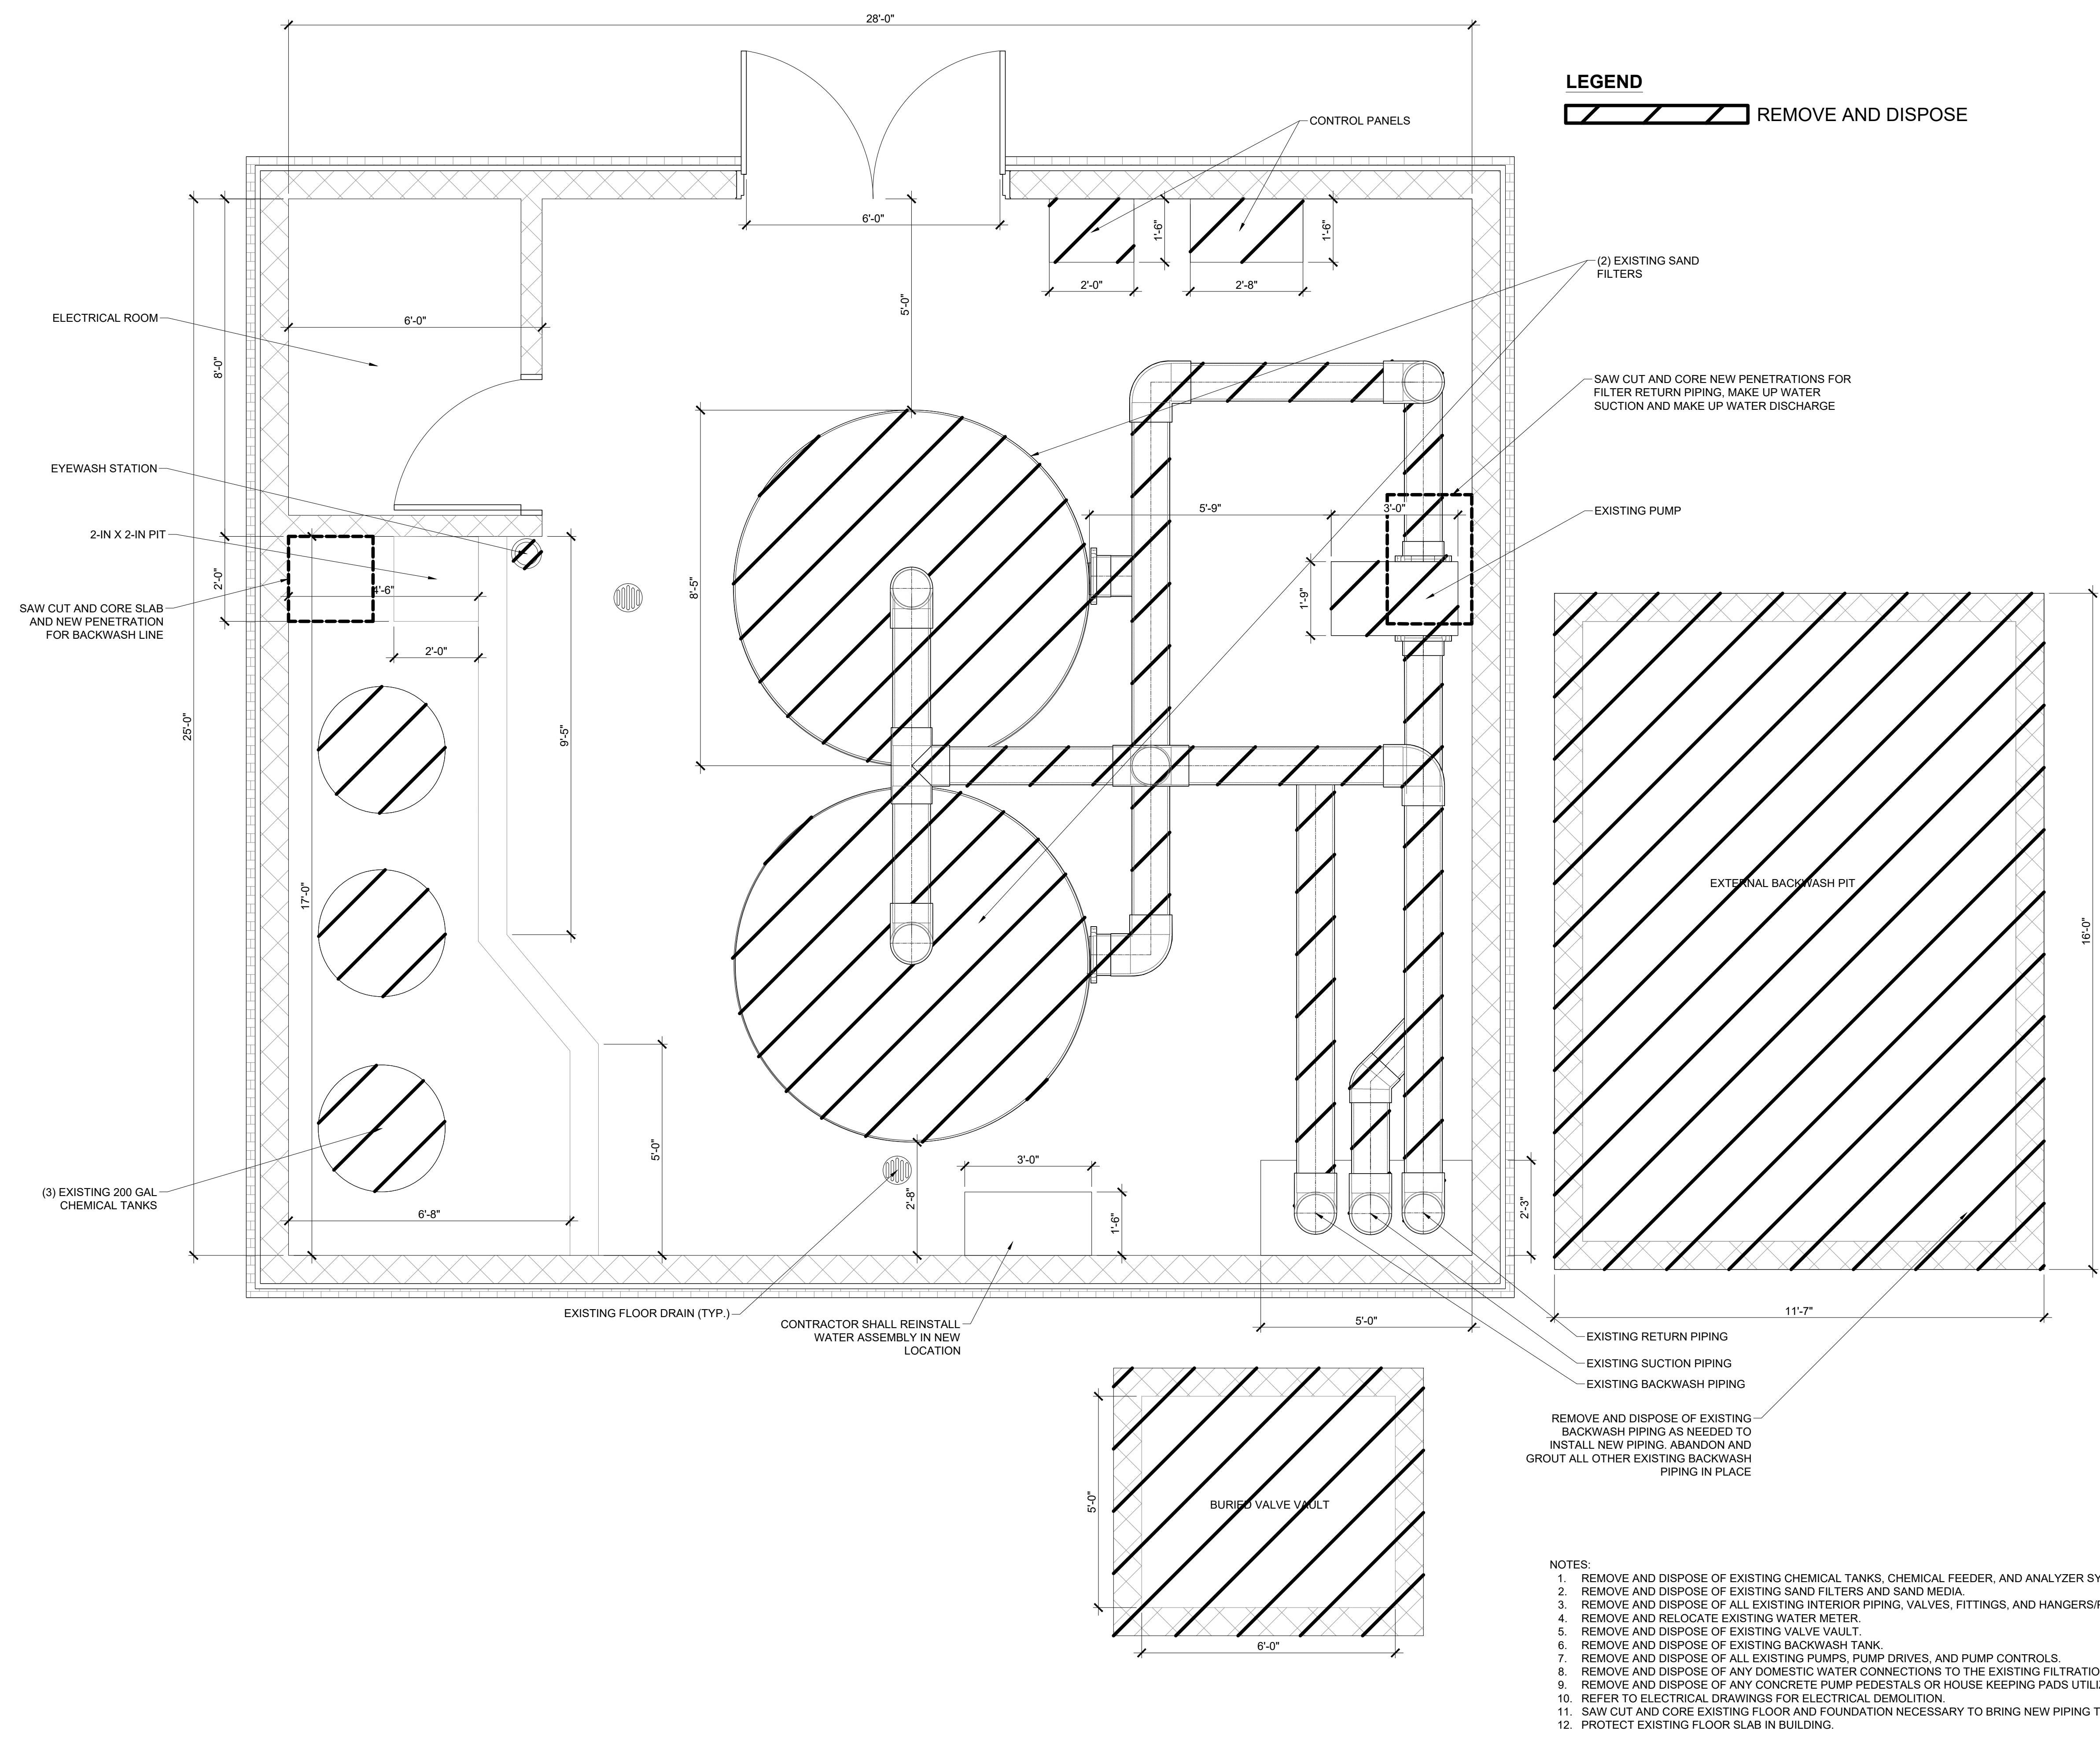 28'-0"
LEGEND
REMOVE AND DISPOSE
CONTROL PANELS
6'-0"
1'-6"
1'-6"
2'-0"
2'-8"
5'-0"
(2) EXISTING SAND
FILTERS
ELECTRICAL ROOM
6'-0"
8'-0"
SAW CUT AND CORE NEW PENETRATIONS FOR
FILTER RETURN PIPING, MAKE UP WATER
SUCTION AND MAKE UP WATER DISCHARGE
EYEWASH STATION
5'-9"
3'-0"
EXISTING PUMP
2-IN X 2-IN PIT
2'-0"
4'-6"
8'-5"
1'-9"
SAW CUT AND CORE SLAB
AND NEW PENETRATION
FOR BACKWASH LINE
2'-0"
25'-0"
9'-5"
17'-0"
EXTERNAL BACKWASH PIT
16'-0"
5'-0"
3'-0"
(3) EXISTING 200 GAL
CHEMICAL TANKS
6'-8"
2'-8"
1'-6"
2'-3"
EXISTING FLOOR DRAIN (TYP.)
CONTRACTOR SHALL REINSTALL
WATER ASSEMBLY IN NEW
LOCATION
5'-0"
11'-7"
EXISTING RETURN PIPING
EXISTING SUCTION PIPING
EXISTING BACKWASH PIPING
REMOVE AND DISPOSE OF EXISTING
BACKWASH PIPING AS NEEDED TO
INSTALL NEW PIPING. ABANDON AND
GROUT ALL OTHER EXISTING BACKWASH
PIPING IN PLACE
5'-0"
BURIED VALVE VAULT
6'-0"
NOTES:
1. REMOVE AND DISPOSE OF EXISTING CHEMICAL TANKS, CHEMICAL FEEDER, AND ANALYZER SY
2. REMOVE AND DISPOSE OF EXISTING SAND FILTERS AND SAND MEDIA.
3. REMOVE AND DISPOSE OF ALL EXISTING INTERIOR PIPING, VALVES, FITTINGS, AND HANGERS/
4. REMOVE AND RELOCATE EXISTING WATER METER.
5. REMOVE AND DISPOSE OF EXISTING VALVE VAULT.
6. REMOVE AND DISPOSE OF EXISTING BACKWASH TANK.
7. REMOVE AND DISPOSE OF ALL EXISTING PUMPS, PUMP DRIVES, AND PUMP CONTROLS.
8. REMOVE AND DISPOSE OF ANY DOMESTIC WATER CONNECTIONS TO THE EXISTING FILTRATIO
9. REMOVE AND DISPOSE OF ANY CONCRETE PUMP PEDESTALS OR HOUSE KEEPING PADS UTILI
10. REFER TO ELECTRICAL DRAWINGS FOR ELECTRICAL DEMOLITION.
11. SAW CUT AND CORE EXISTING FLOOR AND FOUNDATION NECESSARY TO BRING NEW PIPING T
12. PROTECT EXISTING FLOOR SLAB IN BUILDING.